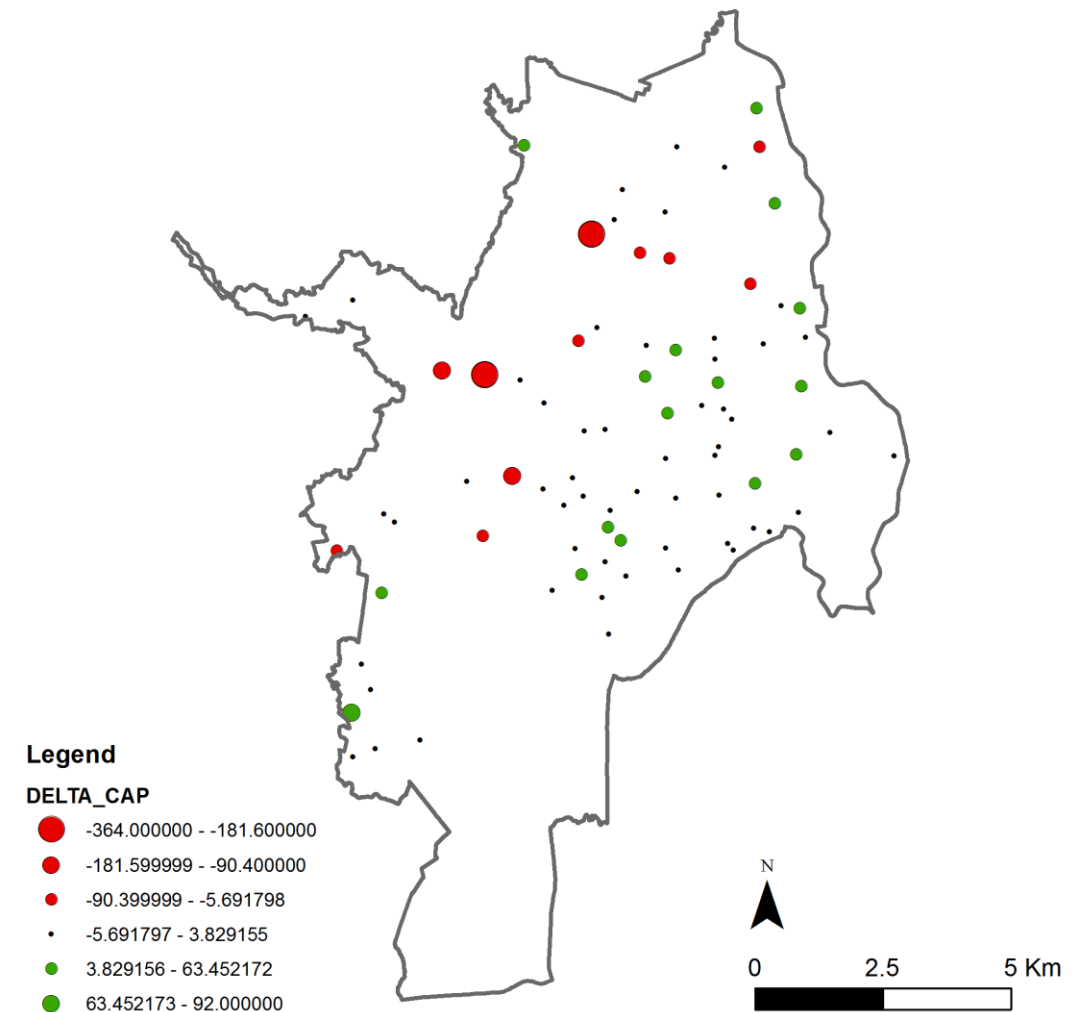 Legend
DELTA_CAP
-364.000000 - -181.600000
-181.599999 - -90.400000
-90.399999 - -5.691798
-5.691797 - 3.829155
3.829156 - 63.452172
63.452173 - 92.000000
N
0 2.5 5 Km